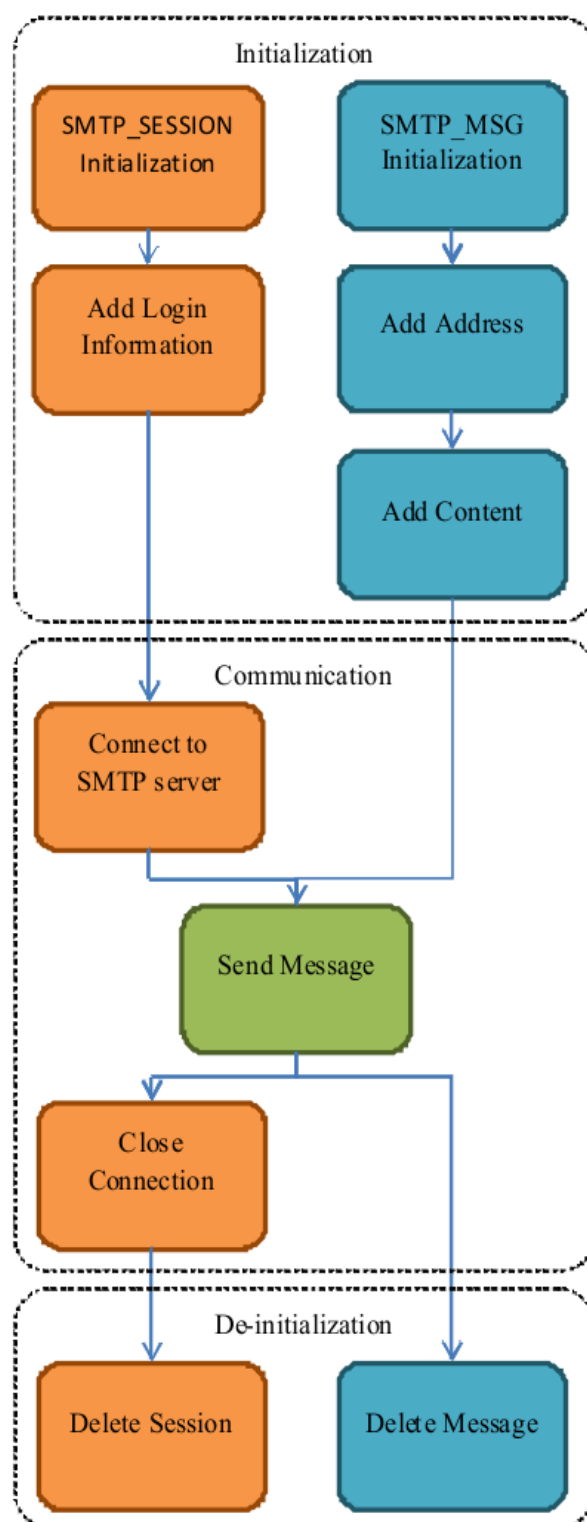 Initialization
SMTP_SESSION
Initialization
SMTP_MSG
Initialization
Add Login
Information
Add Address
Add Content
Communication
Connect to
SMTP server
Send Message
Close
Connection
De-initialization
Delete Session
Delete Message